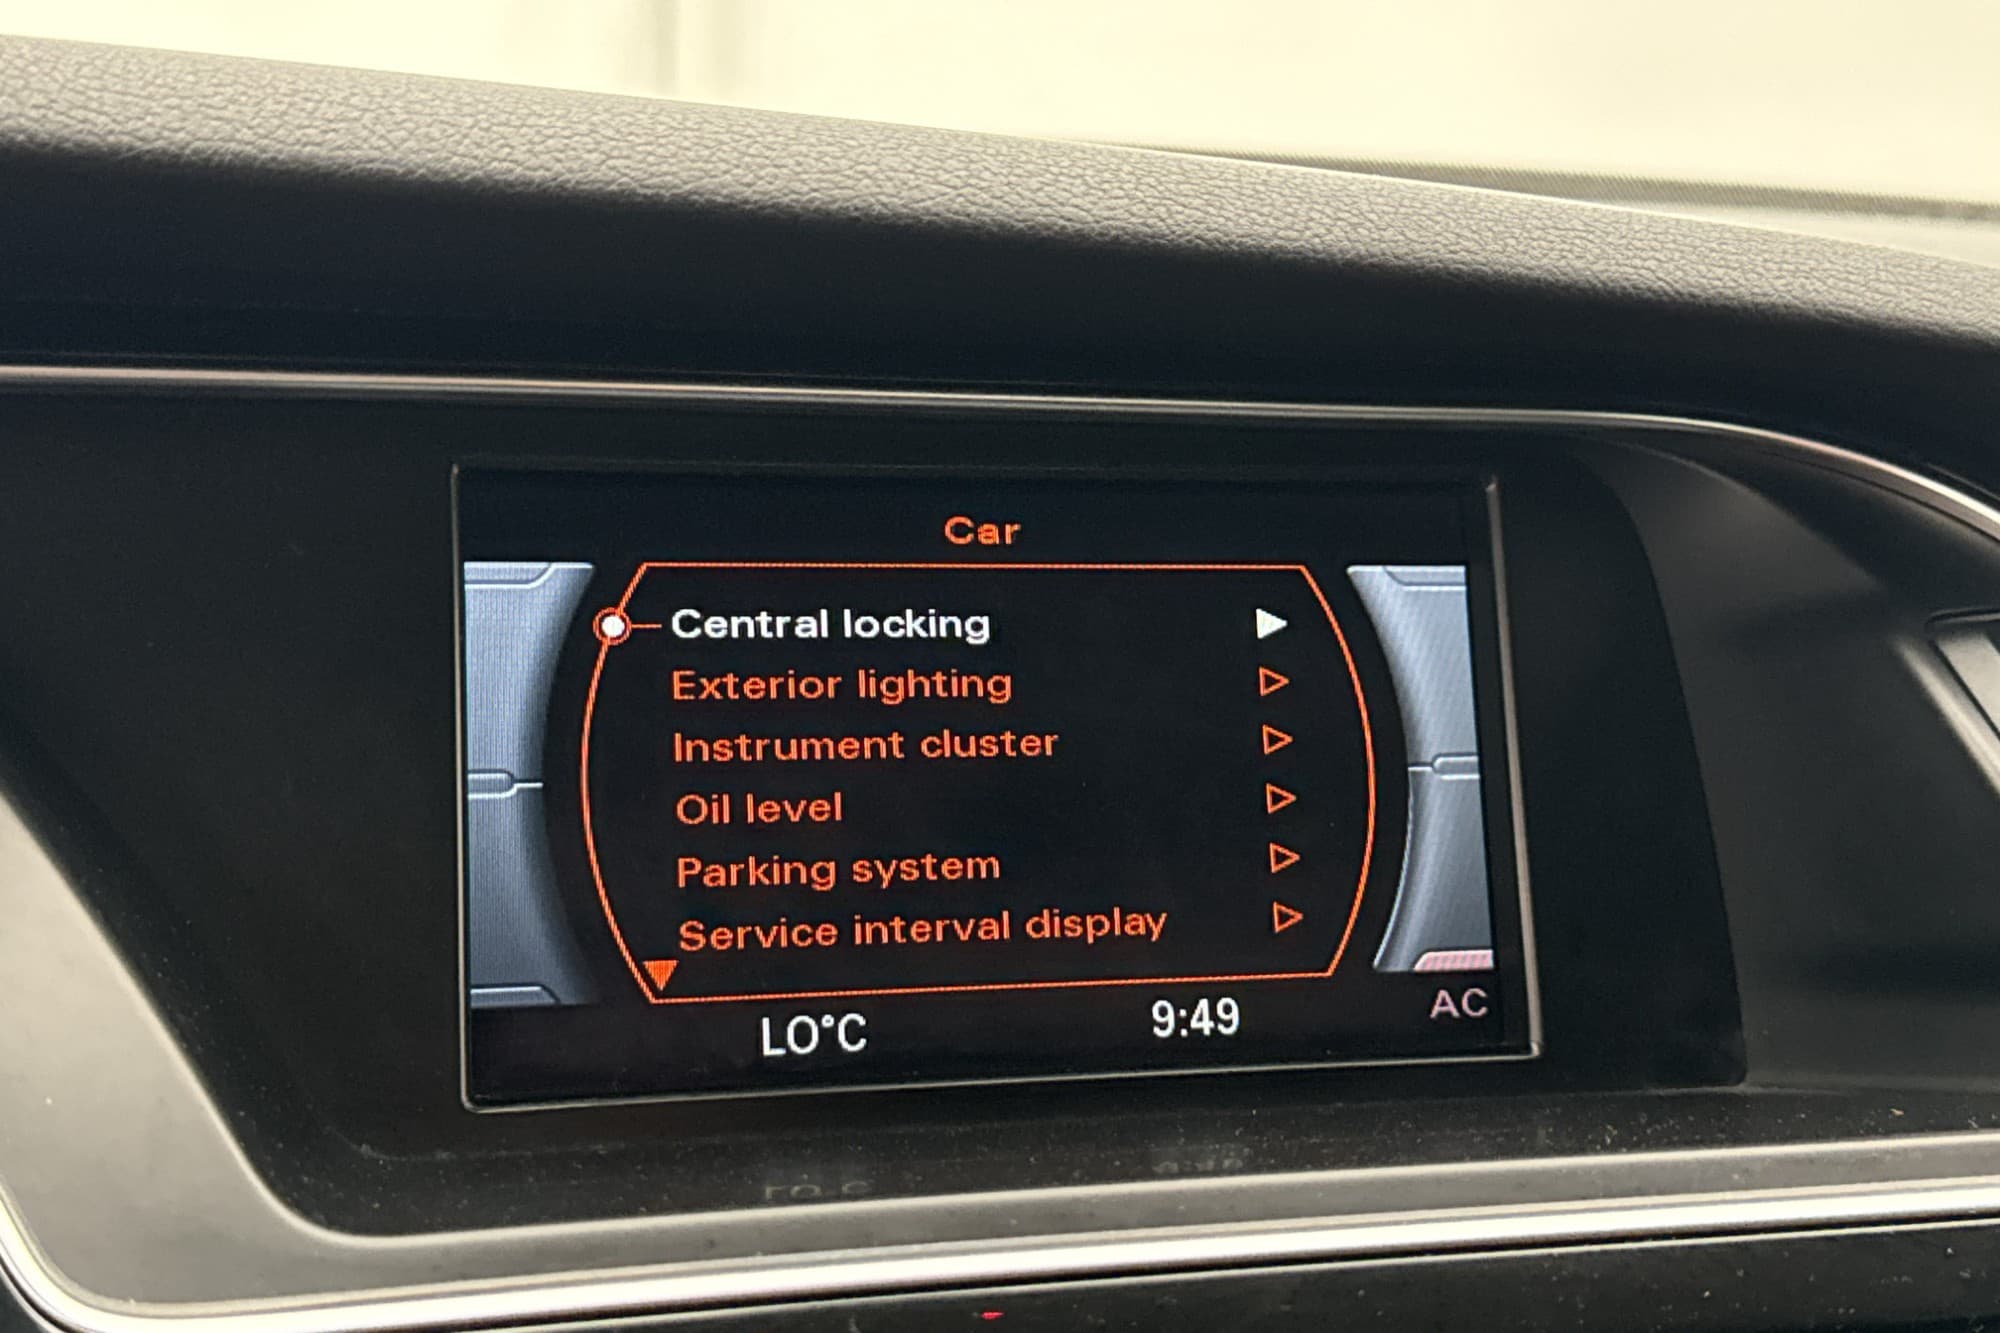 Car
Central locking
Exterior lighting
Instrument cluster
Oil level
Parking system
Service interval display
LO°C 9:49 AC